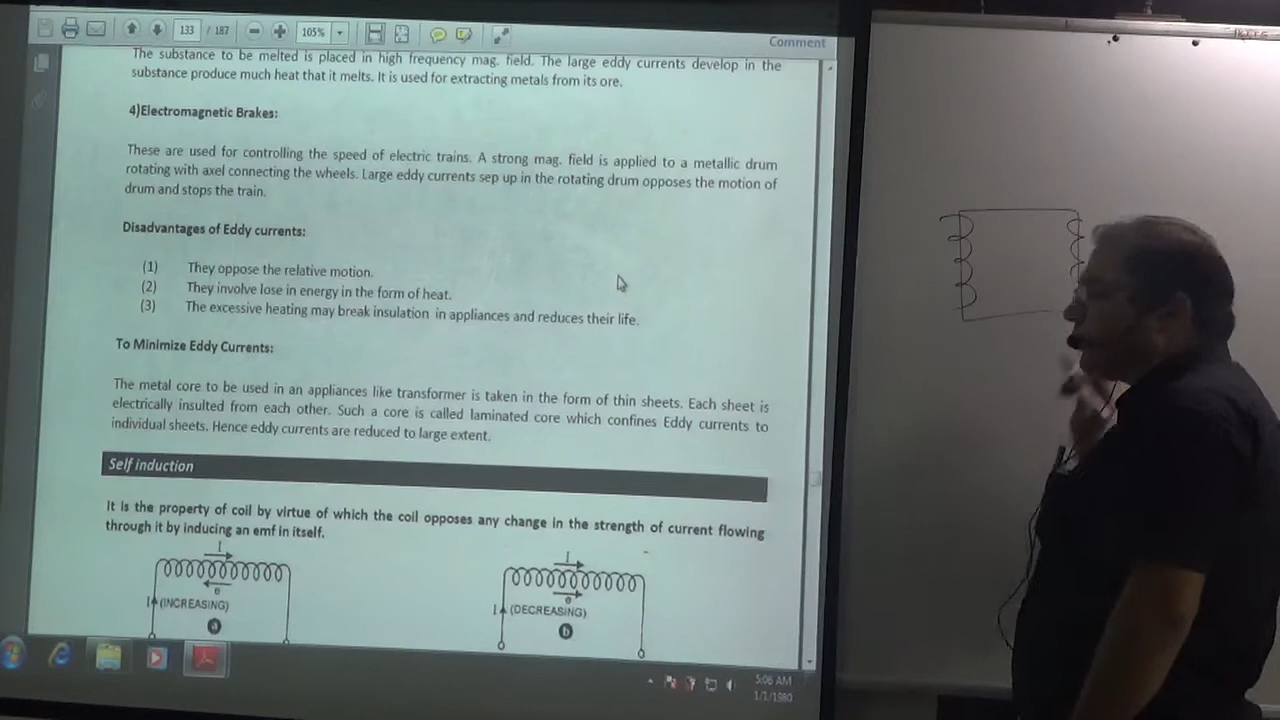 133 / 187
105%
Comment
The substance to be melted is placed in high frequency mag. field. The large eddy currents develop in the
substance produce much heat that it melts. It is used for extracting metals from its ore.
4)Electromagnetic Brakes:
These are used for controlling the speed of electric trains. A strong mag. field is applied to a metallic drum
rotating with axel connecting the wheels. Large eddy currents sep up in the rotating drum opposes the motion of
drum and stops the train.
Disadvantages of Eddy currents:
(1) They oppose the relative motion.
(2) They involve lose in energy in the form of heat.
(3) The excessive heating may break insulation in appliances and reduces their life.
To Minimize Eddy Currents:
The metal core to be used in an appliances like transformer is taken in the form of thin sheets. Each sheet is
electrically insulted from each other. Such a core is called laminated core which confines Eddy currents to
individual sheets. Hence eddy currents are reduced to large extent.
Self induction
It is the property of coil by virtue of which the coil opposes any change in the strength of current flowing
through it by inducing an emf in itself.
I I
e e
I (INCREASING) I (DECREASING)
a b
5:06 AM
1/1/1980